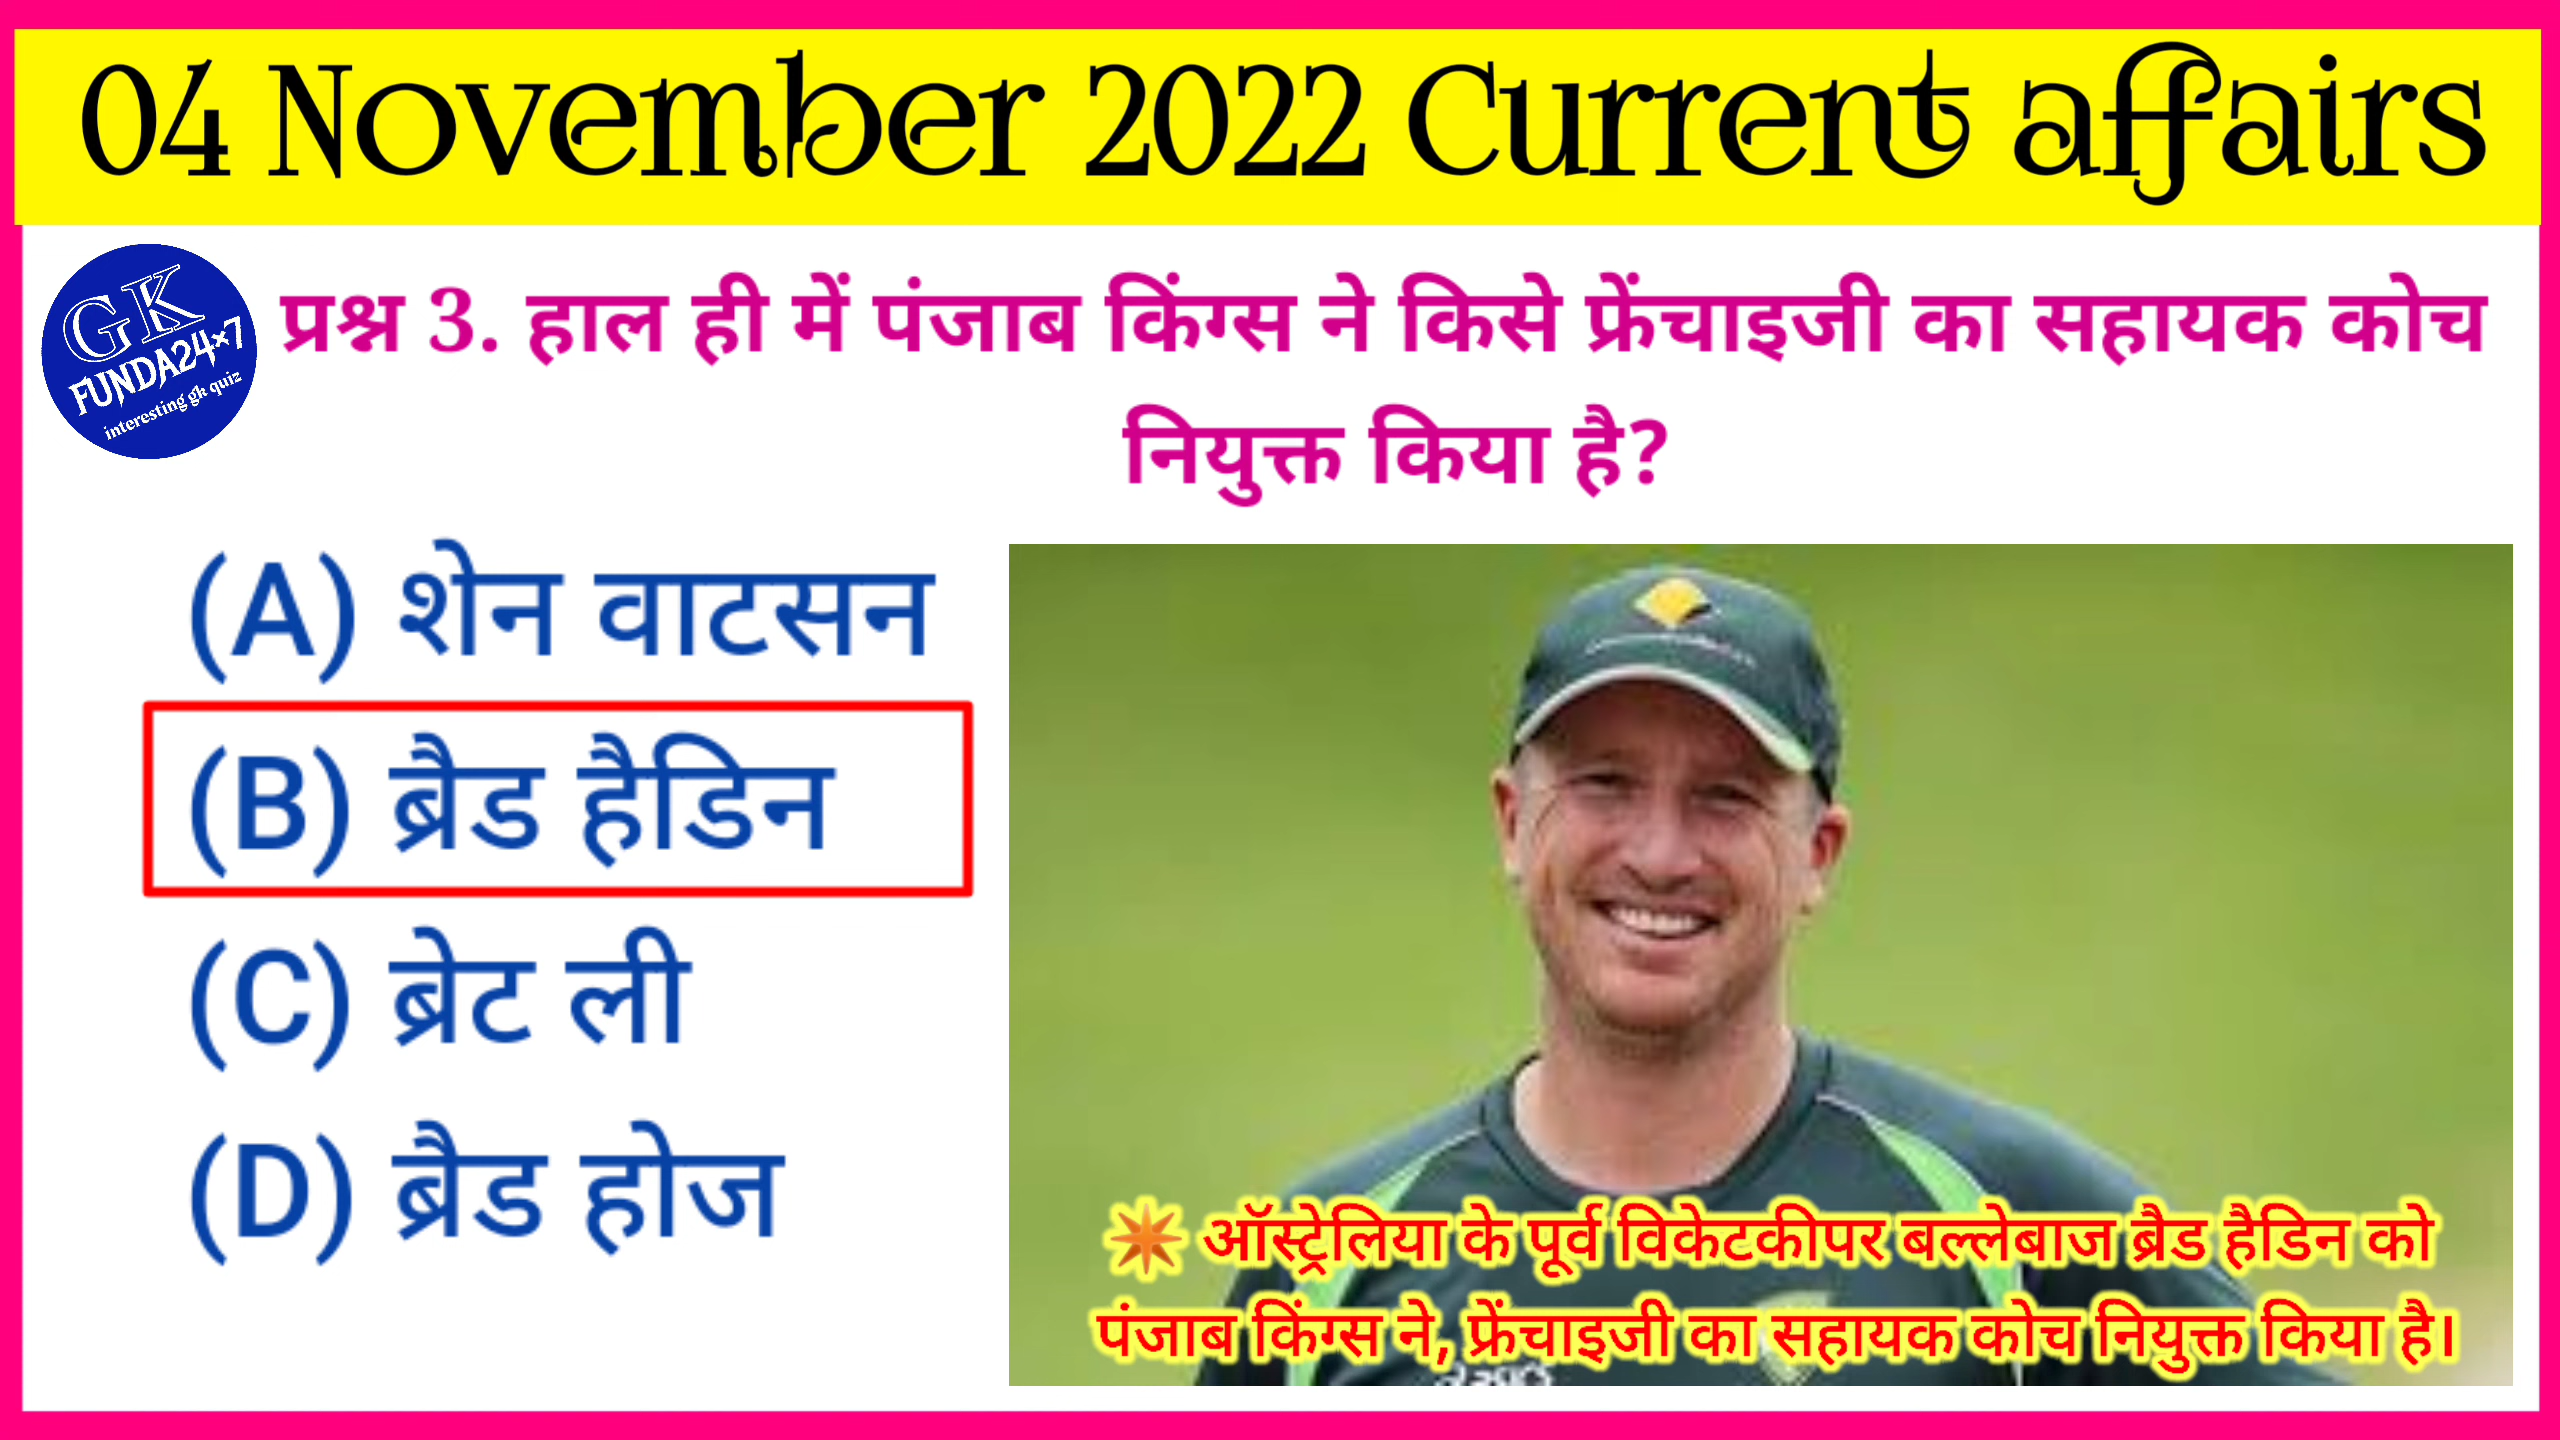 04 November 2022 Current affairs
GK
FUNDA24×7
interesting gk quiz
प्रश्न 3. हाल ही में पंजाब किंग्स ने किसे फ्रेंचाइजी का सहायक कोच
नियुक्त किया है?
(A) शेन वाटसन
(B) ब्रैड हैडिन
(C) ब्रेट ली
(D) ब्रैड होज
ऑस्ट्रेलिया के पूर्व विकेटकीपर बल्लेबाज ब्रैड हैडिन को
पंजाब किंग्स ने, फ्रेंचाइजी का सहायक कोच नियुक्त किया है।